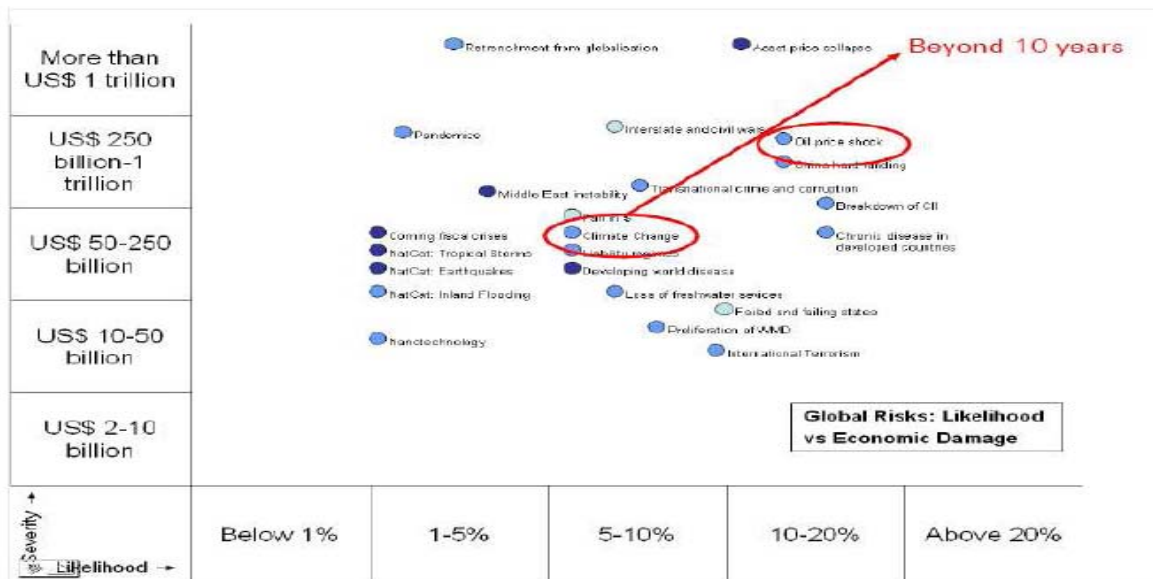 More than
US$ 1 trillion
Retrenchment from globalisation
Asset price collapse
Beyond 10 years
US$ 250
billion-1
trillion
Pandemics
Interstate and civil wars
Oil price shock
China hard landing
Middle East instability
Transnational crime and corruption
Breakdown of CII
US$ 50-250
billion
Fall in $
Coming fiscal crises
Climate Change
Chronic disease in
developed countries
NatCat: Tropical Storms
Liability regimes
NatCat: Earthquakes
Developing world disease
NatCat: Inland Flooding
Loss of freshwater sevices
US$ 10-50
billion
Failed and failing states
Proliferation of WMD
Nanotechnology
International Terrorism
US$ 2-10
billion
Global Risks: Likelihood
vs Economic Damage
Severity
Likelihood
Below 1%
1-5%
5-10%
10-20%
Above 20%